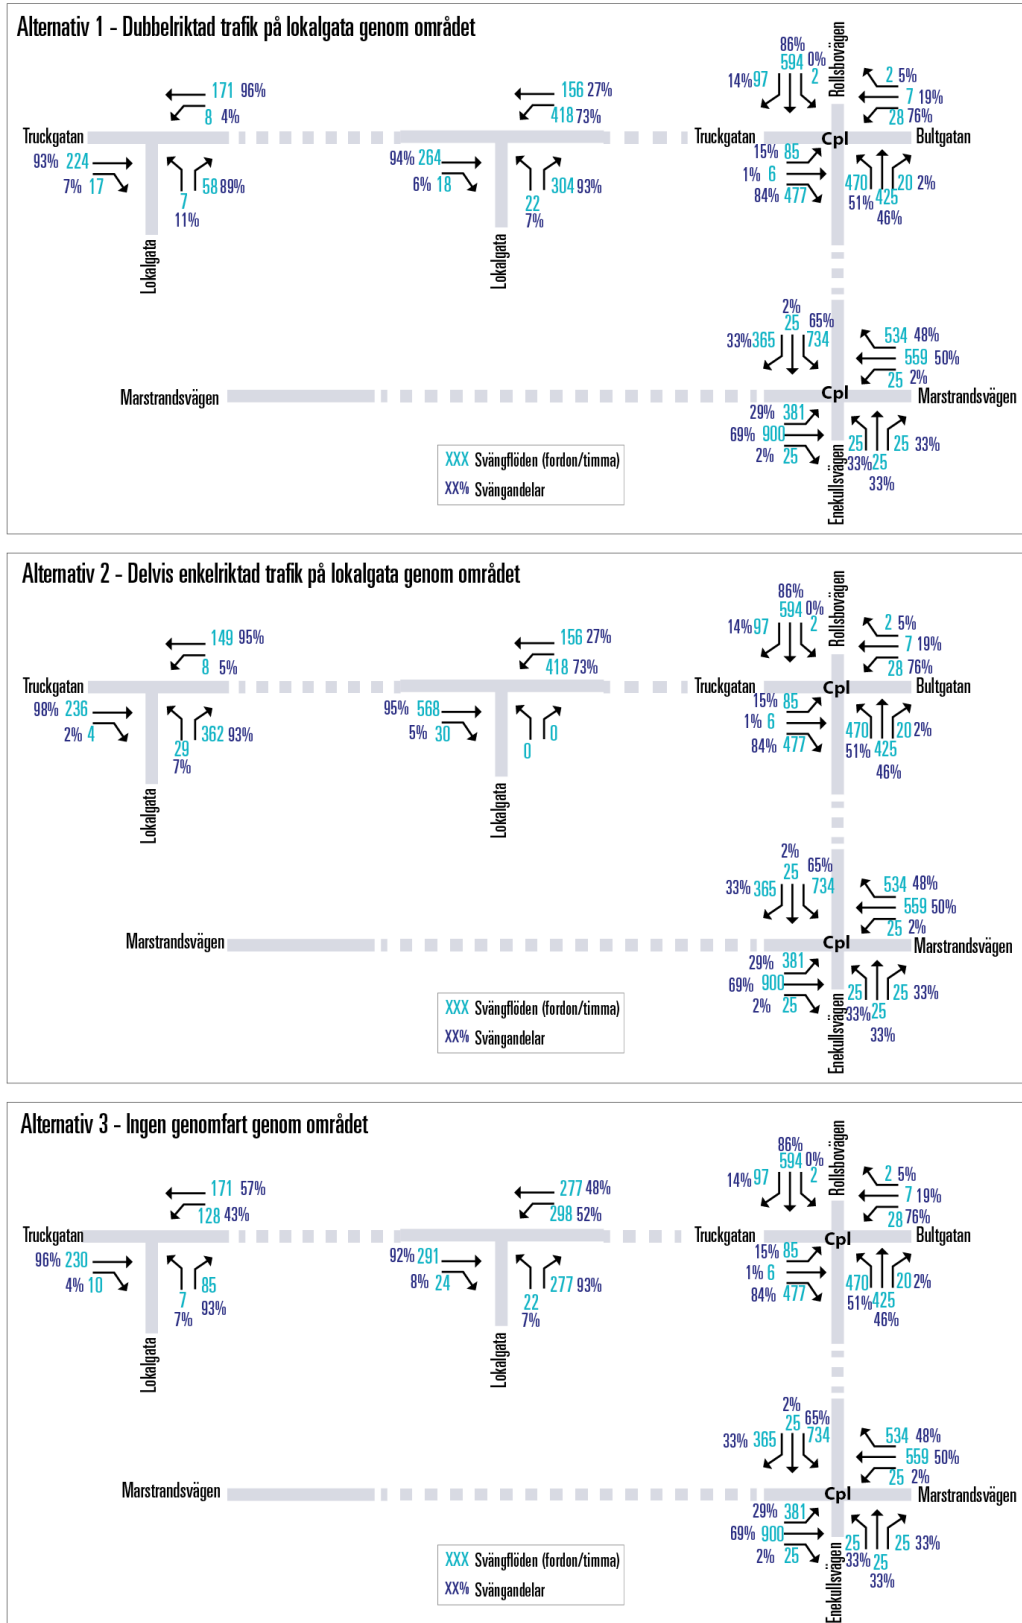 Alternativ 1 - Dubbelriktad trafik på lokalgata genom området
86%
594 0%
14% 97 2
Rollsbovägen
2 5%
7 19%
28 76%
171 96%
8 4%
156 27%
418 73%
Truckgatan
Truckgatan
Cpl
Bultgatan
93% 224
7% 17
7
11%
58 89%
94% 264
6% 18
22
7%
304 93%
15% 85
1% 6
84% 477
470
51% 425
46%
20 2%
Lokalgata
Lokalgata
2%
25 65%
33% 365 734
534 48%
559 50%
25 2%
Marstrandsvägen
Cpl
Marstrandsvägen
29% 381
69% 900
2% 25
25
33% 25
33%
25 33%
Enekullsvägen
XXX Svängflöden (fordon/timma)
XX% Svängandelar
Alternativ 2 - Delvis enkelriktad trafik på lokalgata genom området
86%
594 0%
14% 97 2
Rollsbovägen
2 5%
7 19%
28 76%
149 95%
8 5%
156 27%
418 73%
Truckgatan
Truckgatan
Cpl
Bultgatan
98% 236
2% 4
29
7%
362 93%
95% 568
5% 30
0
0
15% 85
1% 6
84% 477
470
51% 425
46%
20 2%
Lokalgata
Lokalgata
2%
25 65%
33% 365 734
534 48%
559 50%
25 2%
Marstrandsvägen
Cpl
Marstrandsvägen
29% 381
69% 900
2% 25
25
33% 25
33%
25 33%
Enekullsvägen
XXX Svängflöden (fordon/timma)
XX% Svängandelar
Alternativ 3 - Ingen genomfart genom området
86%
594 0%
14% 97 2
Rollsbovägen
2 5%
7 19%
28 76%
171 57%
128 43%
277 48%
298 52%
Truckgatan
Truckgatan
Cpl
Bultgatan
96% 230
4% 10
7
7%
85
93%
92% 291
8% 24
22
7%
277 93%
15% 85
1% 6
84% 477
470
51% 425
46%
20 2%
Lokalgata
Lokalgata
2%
25 65%
33% 365 734
534 48%
559 50%
25 2%
Marstrandsvägen
Cpl
Marstrandsvägen
29% 381
69% 900
2% 25
25
33% 25
33%
25 33%
Enekullsvägen
XXX Svängflöden (fordon/timma)
XX% Svängandelar